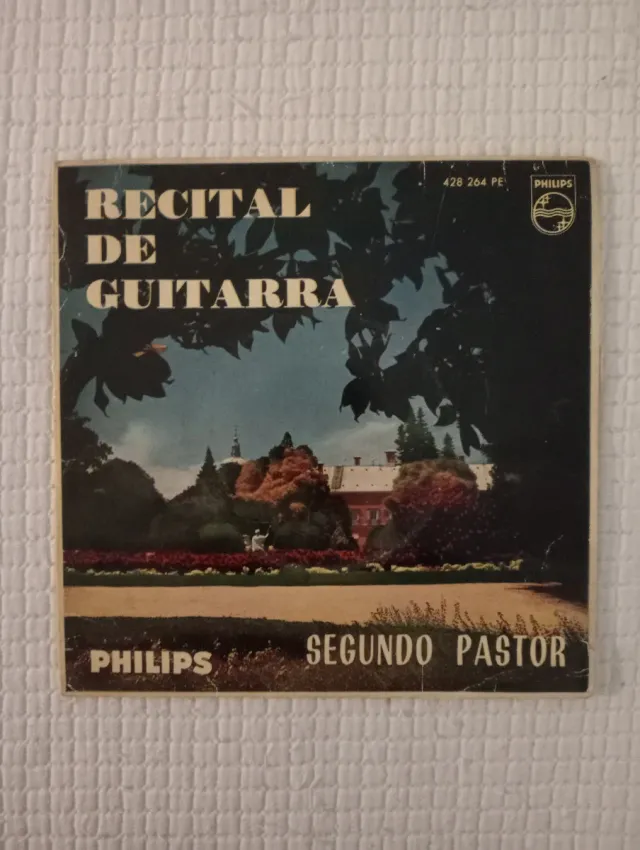 RECITAL
DE
GUITARRA
428 264 PE
PHILIPS
PHILIPS
SEGUNDO PASTOR